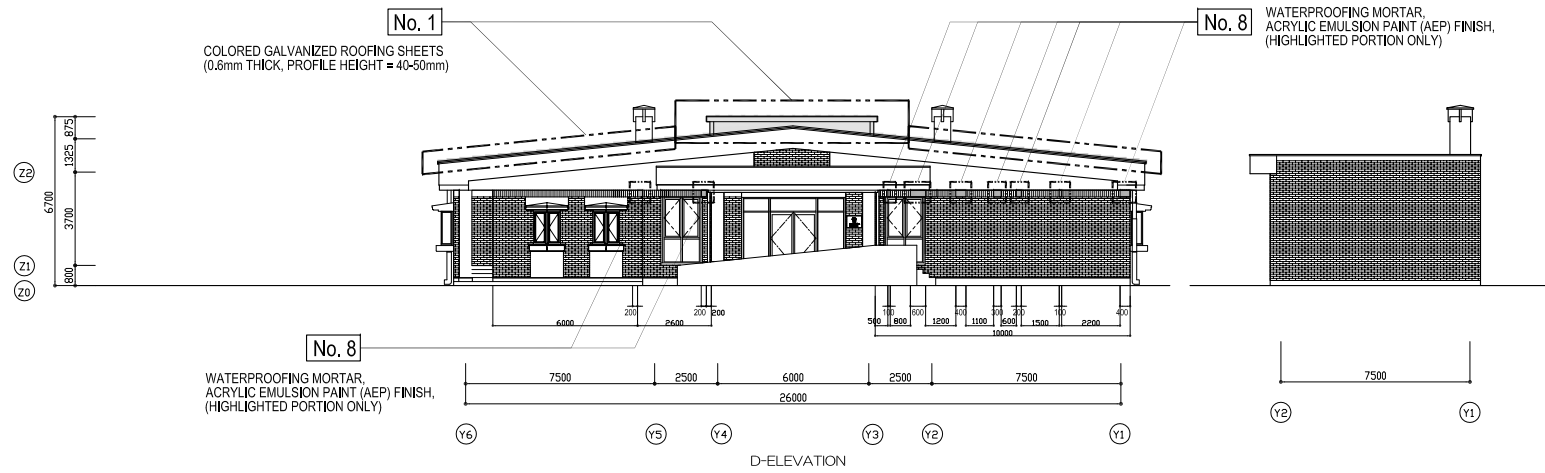 No. 1
COLORED GALVANIZED ROOFING SHEETS
(0.6mm THICK, PROFILE HEIGHT = 40-50mm)
No. 8
WATERPROOFING MORTAR,
ACRYLIC EMULSION PAINT (AEP) FINISH,
(HIGHLIGHTED PORTION ONLY)
875
1325
Z2
6700
3700
Z1
800
Z0
200 200 200 100 600 400 300 200 100 400
6000 2600 500 800 1200 1100 600 1500 2200
10000
No. 8
WATERPROOFING MORTAR,
ACRYLIC EMULSION PAINT (AEP) FINISH,
(HIGHLIGHTED PORTION ONLY)
7500 2500 6000 2500 7500
26000
7500
Y6 Y5 Y4 Y3 Y2 Y1
Y2 Y1
D-ELEVATION